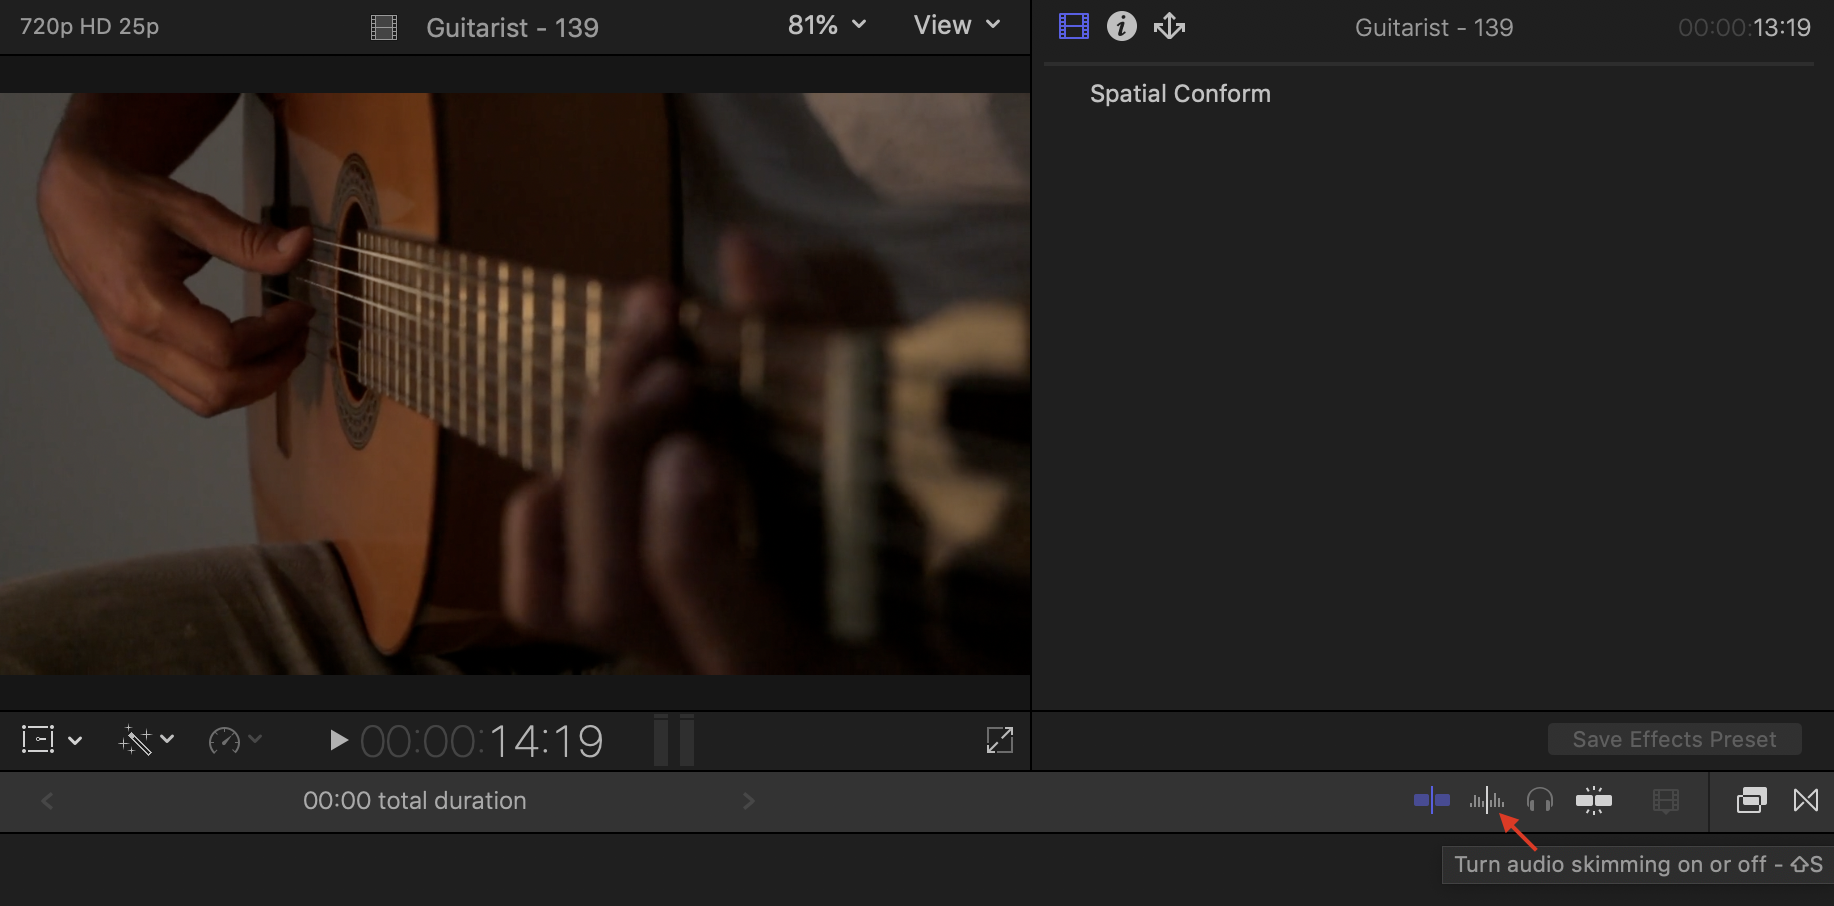 720p HD 25p
Guitarist - 139
81%
View
Guitarist - 139
00:00:13:19
Spatial Conform
00:00:14:19
Save Effects Preset
00:00 total duration
Turn audio skimming on or off - ⇧S